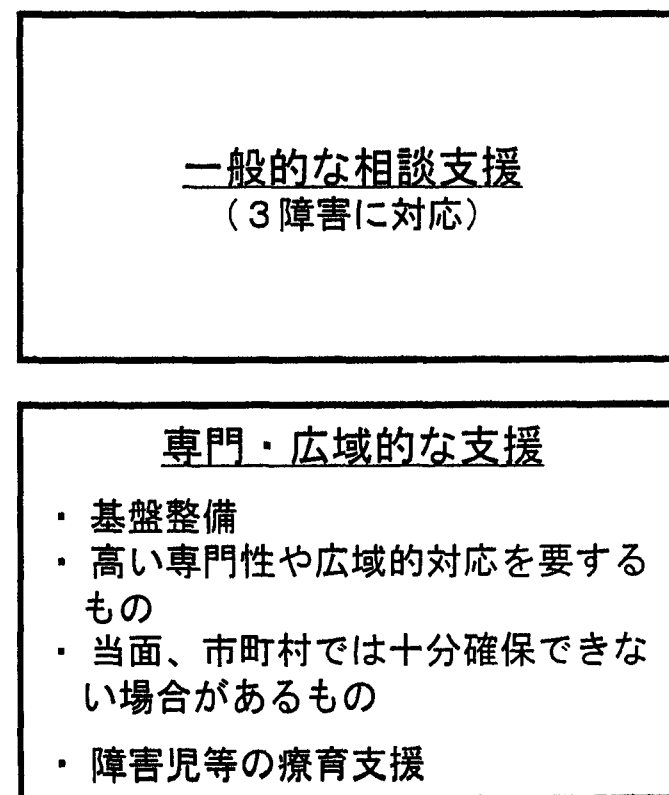 一般的な相談支援
(3障害に対応)
専門・広域的な支援
・ 基盤整備
・ 高い専門性や広域的対応を要する
もの
・ 当面、市町村では十分確保できな
い場合があるもの
・ 障害児等の療育支援